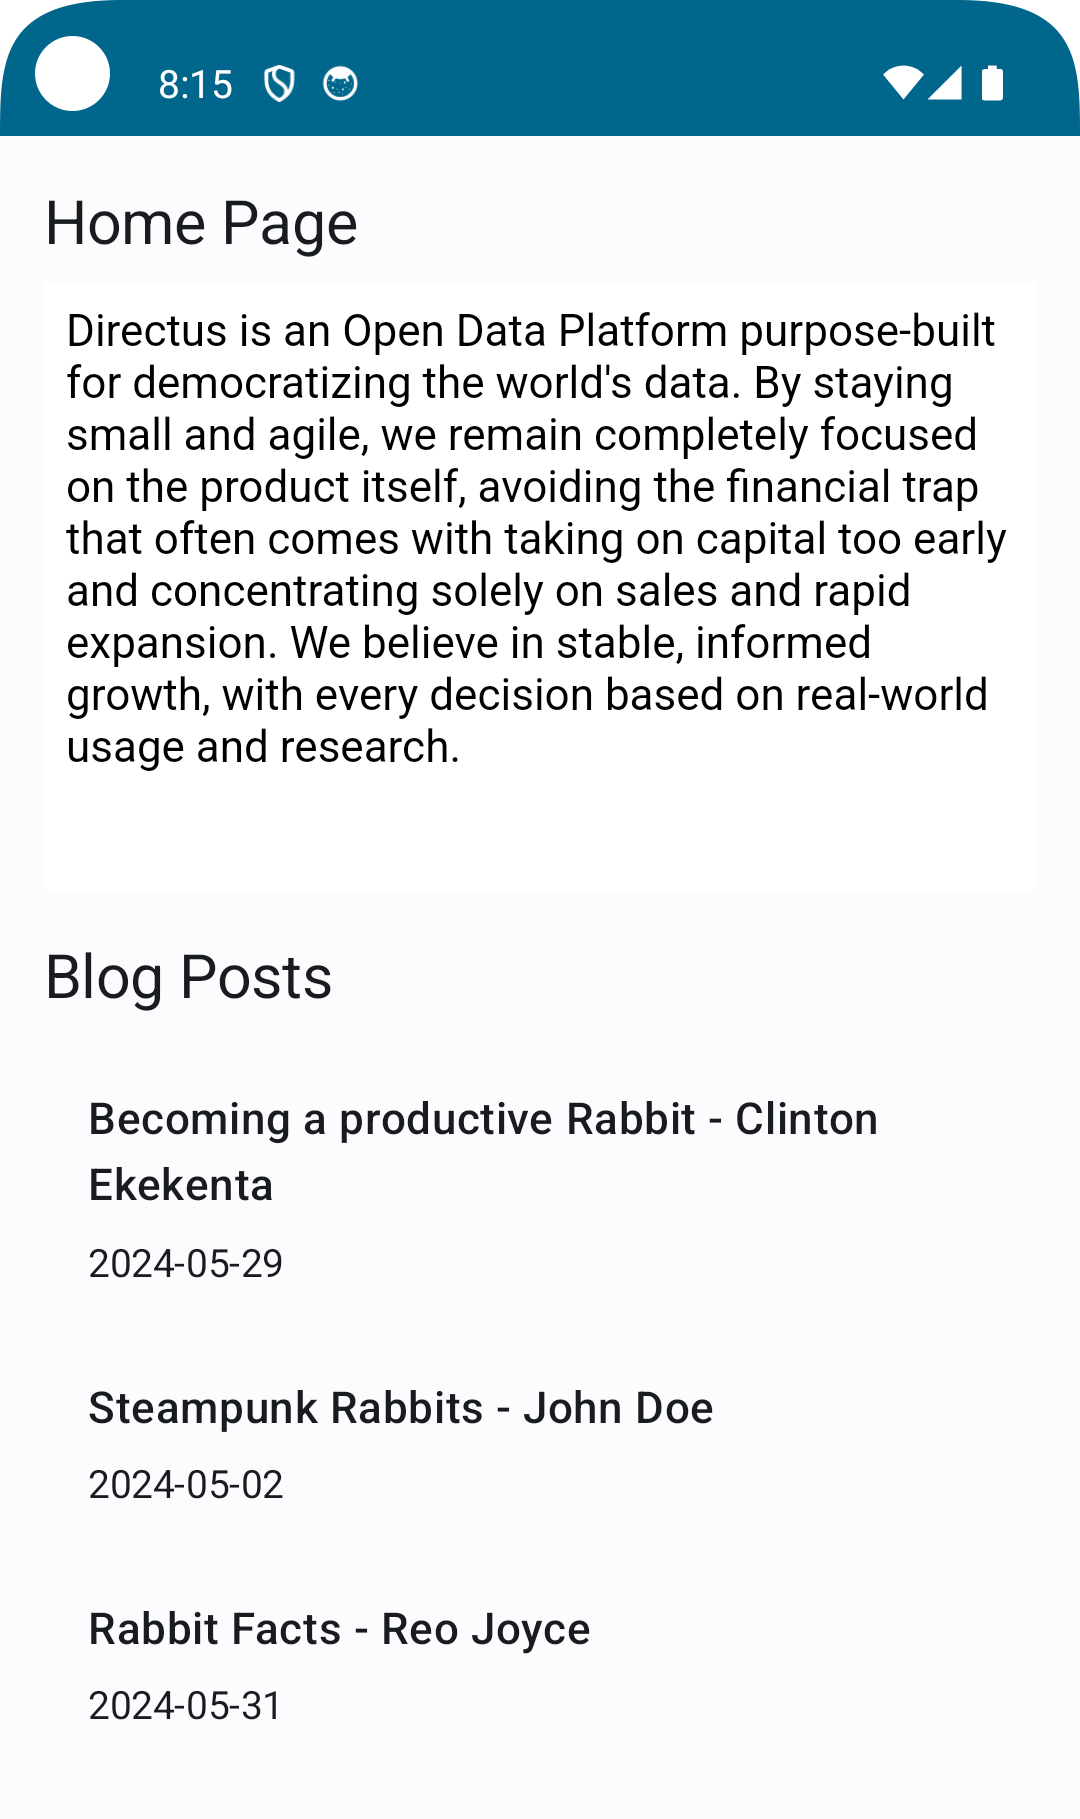 8:15
Home Page
Directus is an Open Data Platform purpose-built
for democratizing the world's data. By staying
small and agile, we remain completely focused
on the product itself, avoiding the financial trap
that often comes with taking on capital too early
and concentrating solely on sales and rapid
expansion. We believe in stable, informed
growth, with every decision based on real-world
usage and research.
Blog Posts
Becoming a productive Rabbit - Clinton
Ekekenta
2024-05-29
Steampunk Rabbits - John Doe
2024-05-02
Rabbit Facts - Reo Joyce
2024-05-31